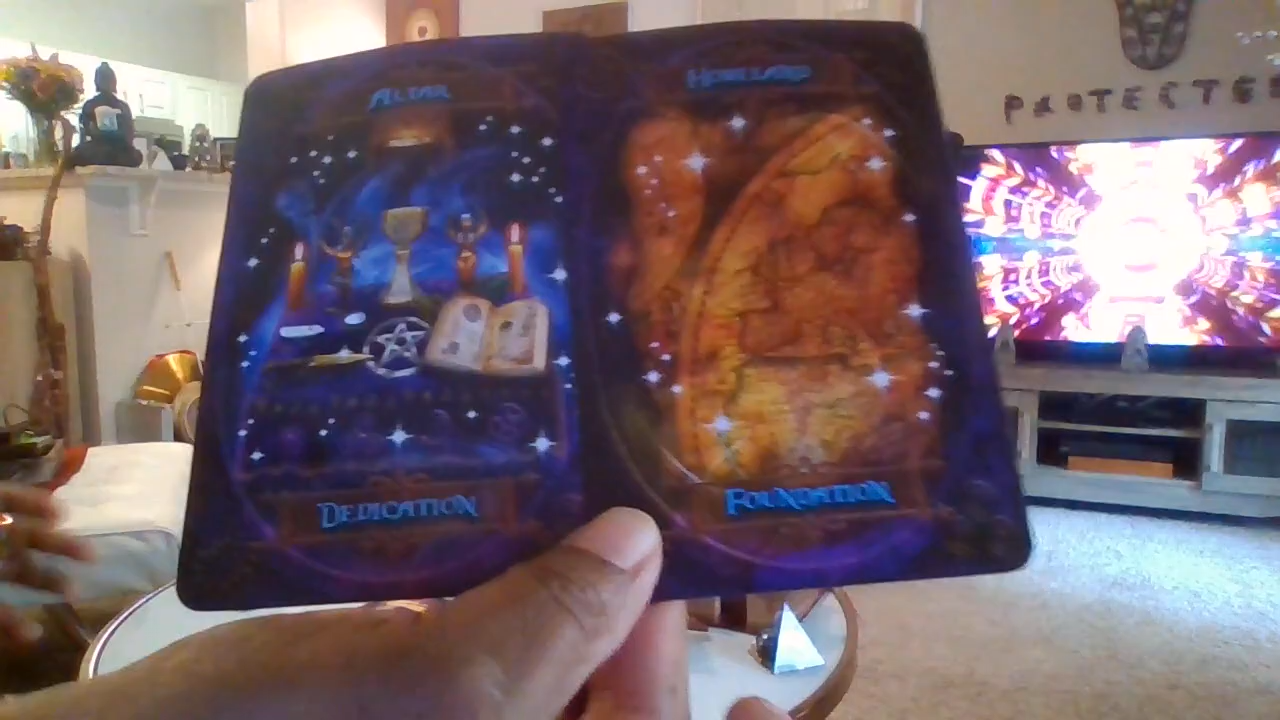 ALTAR
DEDICATION
HOMELAND
FOUNDATION
PROTECTED